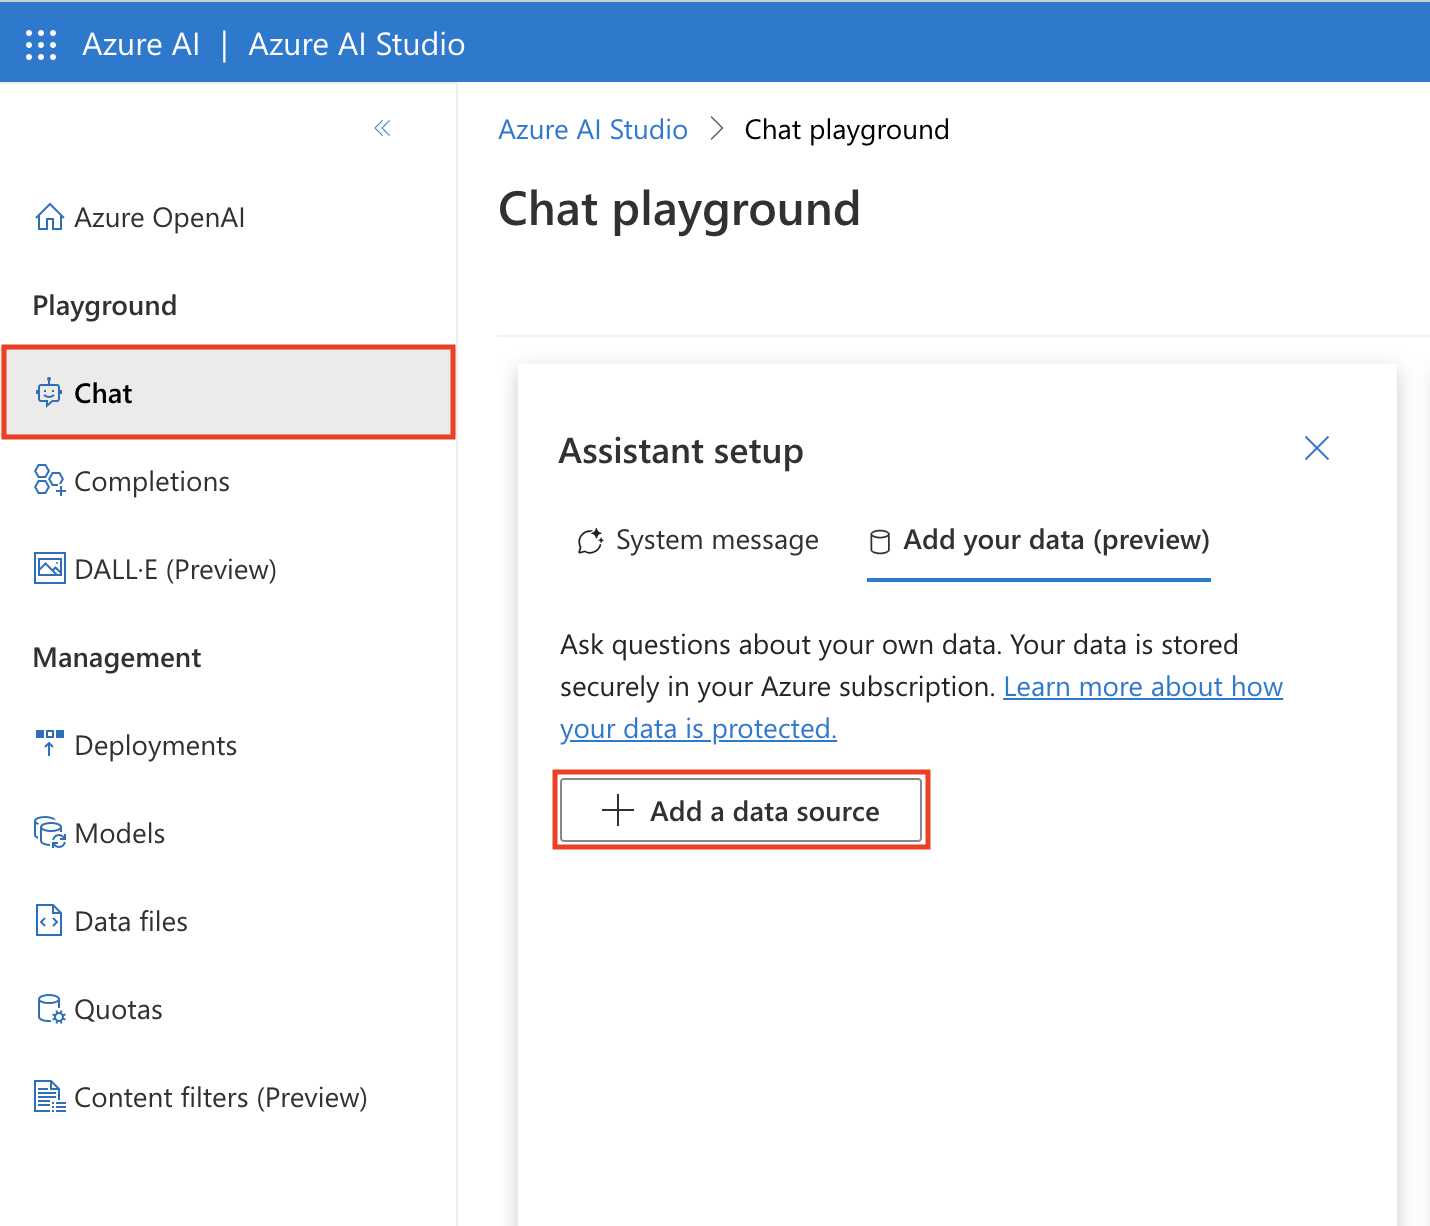 Azure AI | Azure AI Studio
Azure OpenAI
Playground
Chat
Completions
DALL·E (Preview)
Management
Deployments
Models
Data files
Quotas
Content filters (Preview)
Azure AI Studio > Chat playground
Chat playground
Assistant setup
System message
Add your data (preview)
Ask questions about your own data. Your data is stored
securely in your Azure subscription. Learn more about how
your data is protected.
Add a data source